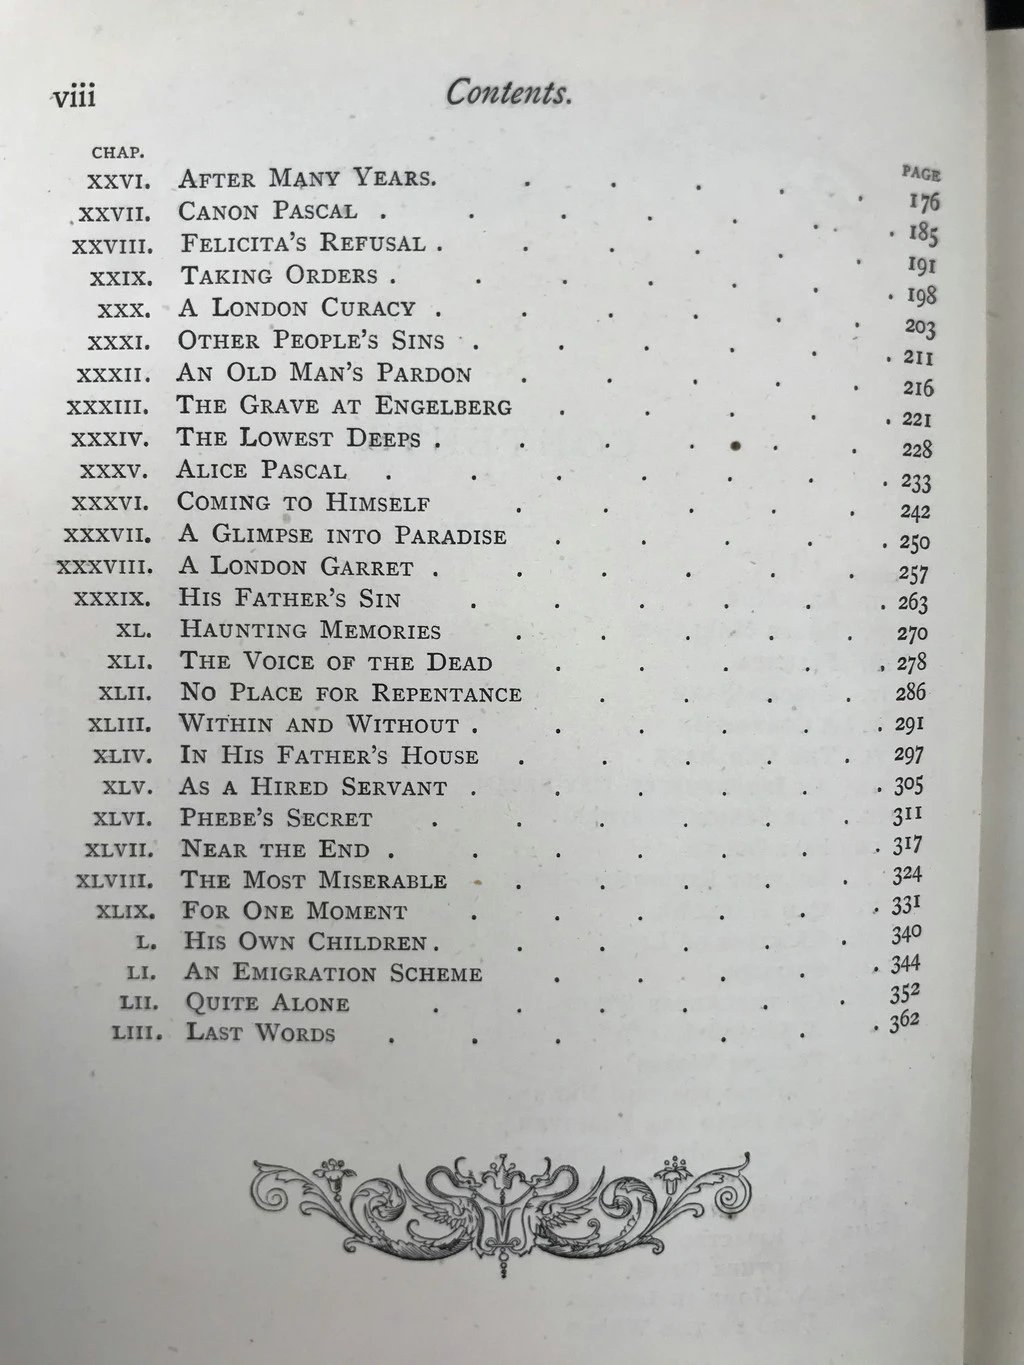 viii Contents.
CHAP. PAGE
XXVI. AFTER MANY YEARS. . . . . . 176
XXVII. CANON PASCAL . . . . . . . 185
XXVIII. FELICITA'S REFUSAL . . . . . . 191
XXIX. TAKING ORDERS . . . . . . . 198
XXX. A LONDON CURACY . . . . . . 203
XXXI. OTHER PEOPLE'S SINS . . . . . . 211
XXXII. AN OLD MAN'S PARDON . . . . . 216
XXXIII. THE GRAVE AT ENGELBERG . . . . . 221
XXXIV. THE LOWEST DEEPS . . . . . . 228
XXXV. ALICE PASCAL . . . . . . . 233
XXXVI. COMING TO HIMSELF . . . . . 242
XXXVII. A GLIMPSE INTO PARADISE . . . . . 250
XXXVIII. A LONDON GARRET . . . . . . 257
XXXIX. HIS FATHER'S SIN . . . . . . 263
XL. HAUNTING MEMORIES . . . . . 270
XLI. THE VOICE OF THE DEAD . . . . . 278
XLII. NO PLACE FOR REPENTANCE . . . . 286
XLIII. WITHIN AND WITHOUT . . . . . . 291
XLIV. IN HIS FATHER'S HOUSE . . . . . 297
XLV. AS A HIRED SERVANT . . . . . . 305
XLVI. PHEBE'S SECRET . . . . . . 311
XLVII. NEAR THE END . . . . . . . 317
XLVIII. THE MOST MISERABLE . . . . . . 324
XLIX. FOR ONE MOMENT . . . . . . 331
L. HIS OWN CHILDREN . . . . . . 340
LI. AN EMIGRATION SCHEME . . . . . 344
LII. QUITE ALONE . . . . . . 352
LIII. LAST WORDS . . . . . . 362